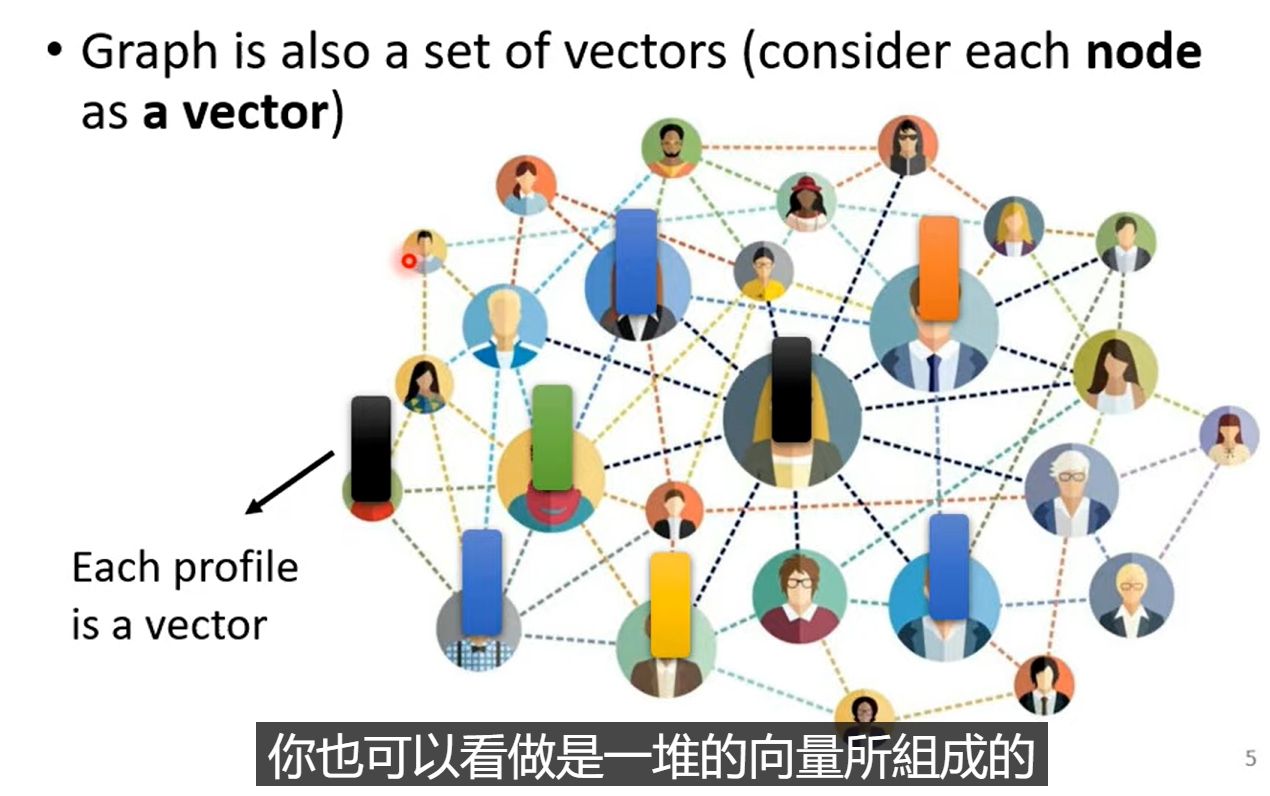 • Graph is also a set of vectors (consider each node
as a vector)
Each profile
is a vector
你也可以看做是一堆的向量所組成的
5